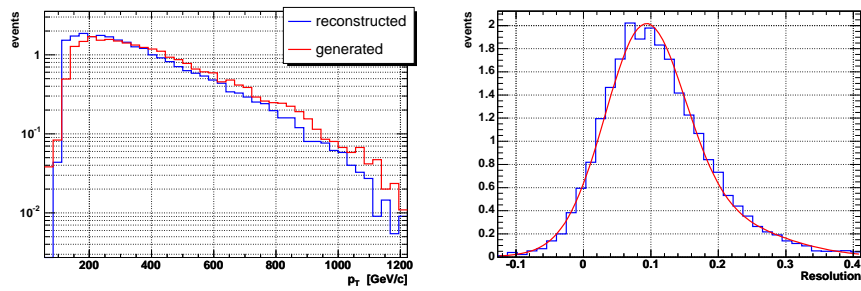 events
reconstructed
generated
1
10^-1
10^-2
200 400 600 800 1000 1200
p_T [GeV/c]
events
2
1.8
1.6
1.4
1.2
1
0.8
0.6
0.4
0.2
0
-0.1 0 0.1 0.2 0.3 0.4
Resolution